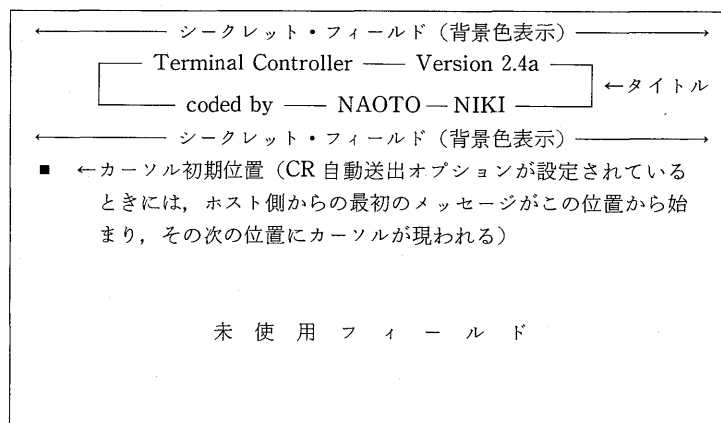 シークレット・フィールド（背景色表示）
Terminal Controller —— Version 2.4a
←タイトル
coded by —— NAOTO — NIKI
シークレット・フィールド（背景色表示）
■ ←カーソル初期位置（CR 自動送出オプションが設定されている
ときには，ホスト側からの最初のメッセージがこの位置から始
まり，その次の位置にカーソルが現われる）
未使用フィールド